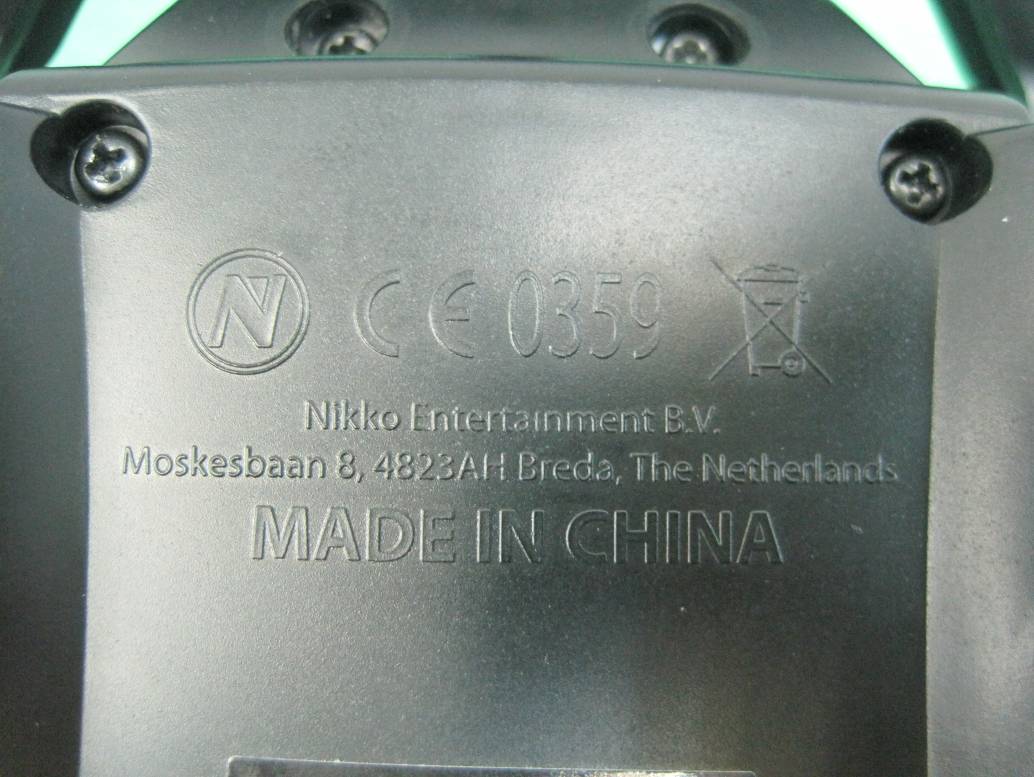 N CE 0359
Nikko Entertainment B.V.
Moskesbaan 8, 4823AH Breda, The Netherlands
MADE IN CHINA